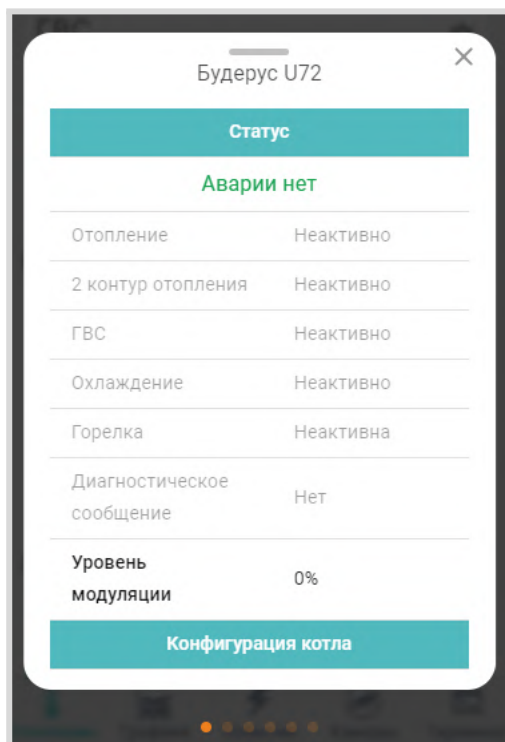 ГВС
Будерус U72
Статус
Аварии нет
Отопление Неактивно
2 контур отопления Неактивно
ГВС Неактивно
Охлаждение Неактивно
Горелка Неактивна
Диагностическое
сообщение
Нет
Уровень
модуляции
0%
Конфигурация котла